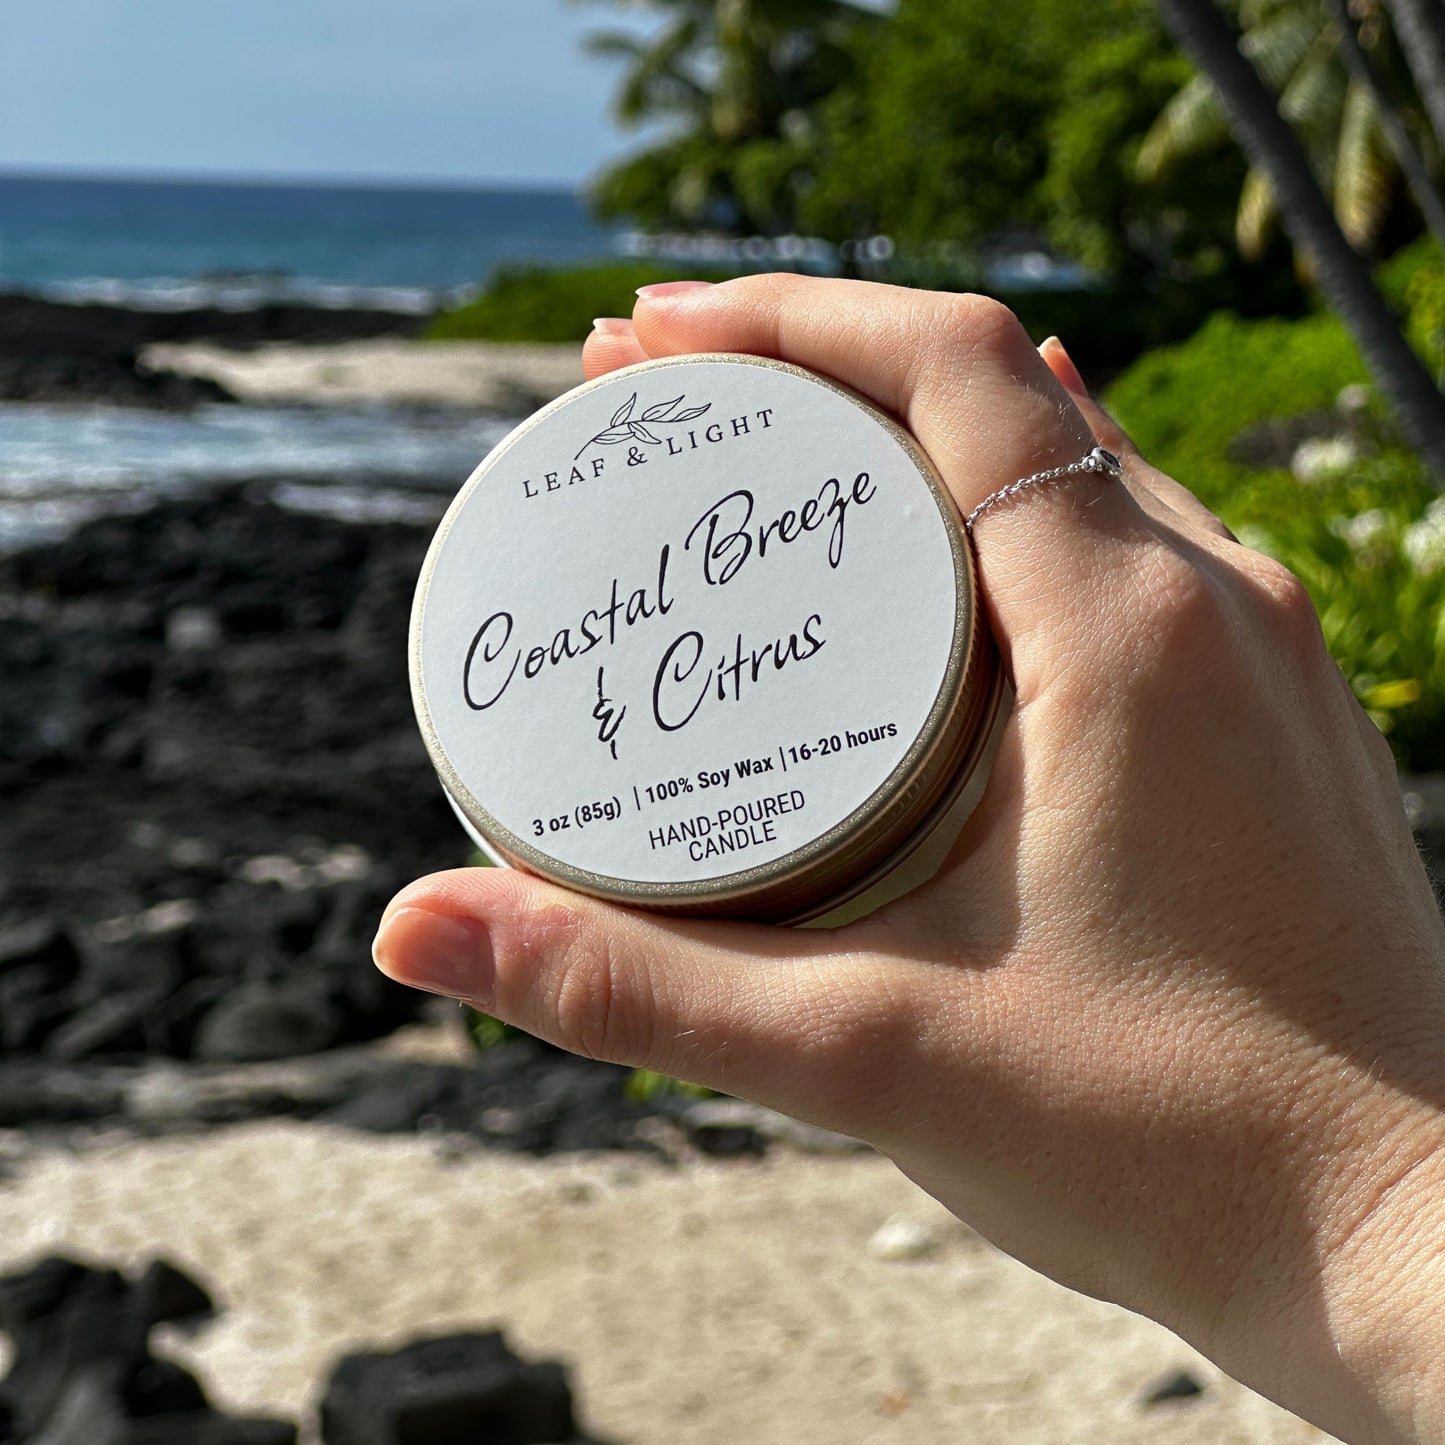 LEAF & LIGHT
Coastal Breeze
& Citrus
3 oz (85g) | 100% Soy Wax | 16-20 hours
HAND-POURED
CANDLE